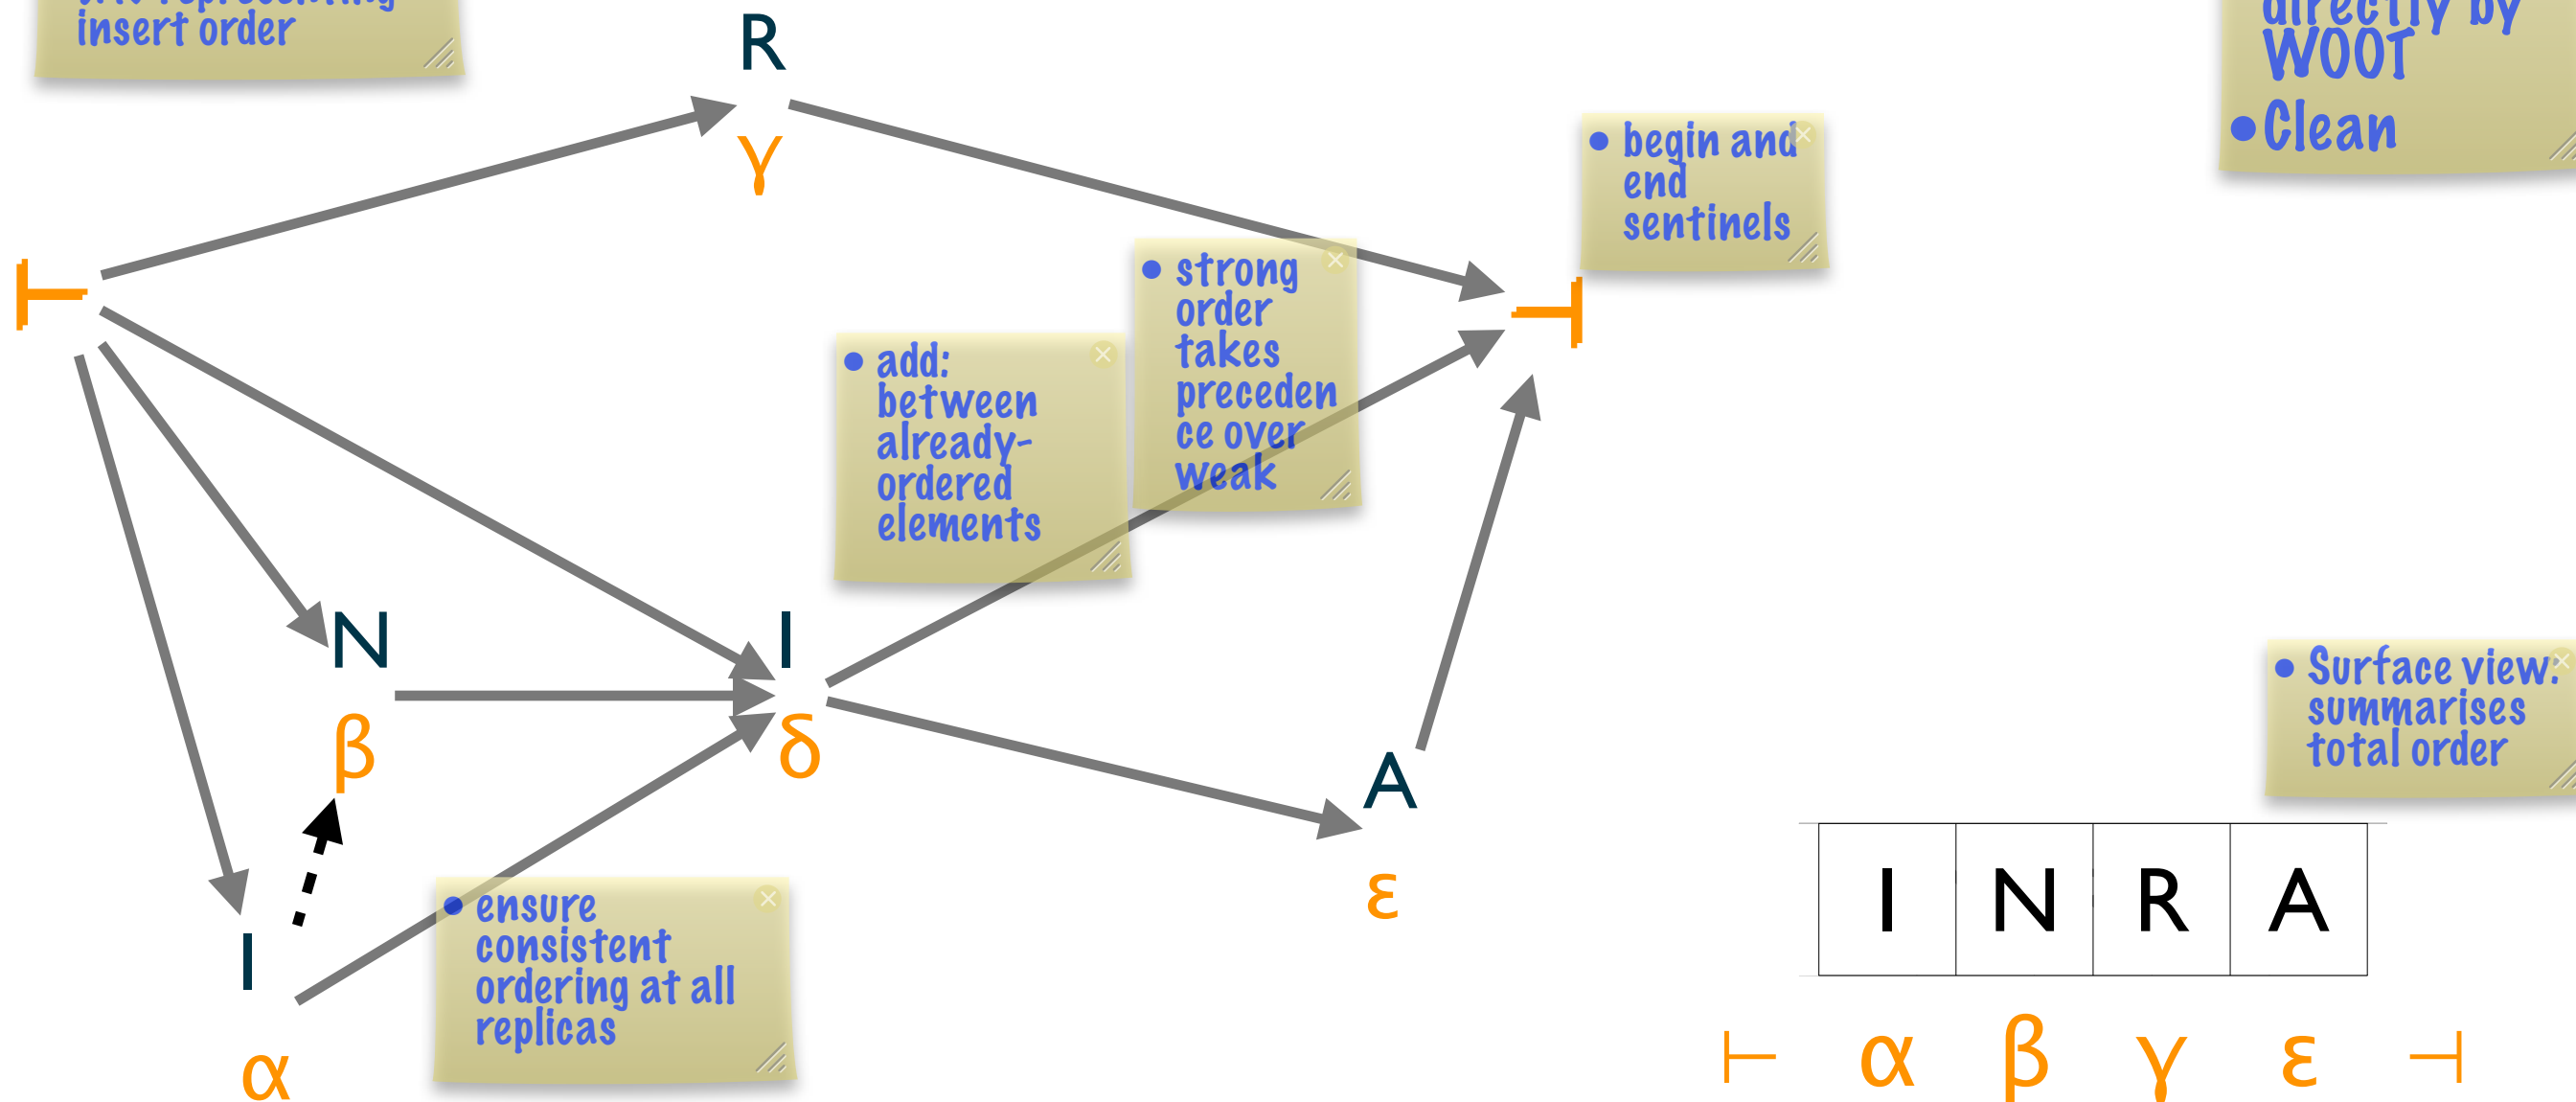 insert order
R
γ
directly by
WOOT
• Clean
• begin and
end
sentinels
⊢
⊣
• strong
order
takes
preceden
ce over
weak
• add:
between
already-
ordered
elements
N
β
I
δ
A
ε
I
α
• ensure
consistent
ordering at all
replicas
• Surface view:
summarises
total order
I N R A
⊢ α β γ ε ⊣